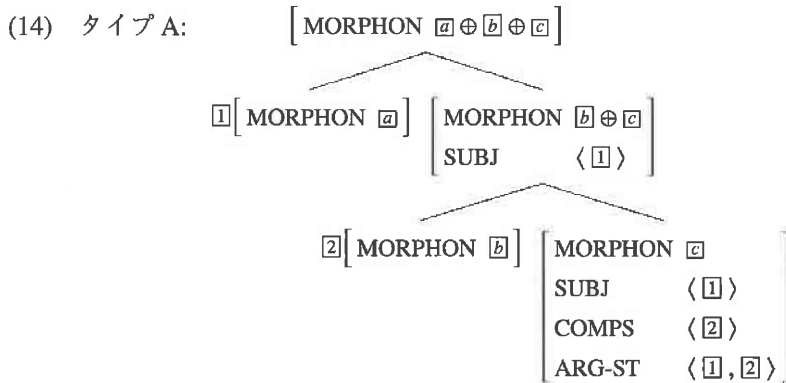 (14) タイプ A: [MORPHON a ⊕ b ⊕ c]
1[MORPHON a] [MORPHON b ⊕ c
SUBJ 〈1〉]
2[MORPHON b] [MORPHON c
SUBJ 〈1〉
COMPS 〈2〉
ARG-ST 〈1, 2〉]